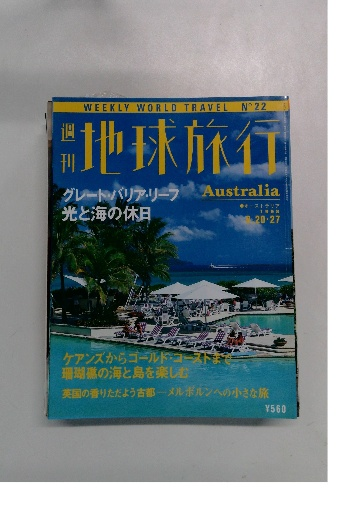 WEEKLY WORLD TRAVEL Nº22
週刊 地球旅行
グレート・バリア・リーフ
光と海の休日
Australia
20・27
ケアンズからゴールド・コーストまで
珊瑚礁の海と島を楽しむ
英国の香りただよう古都―メルボルンへの小さな旅
¥560